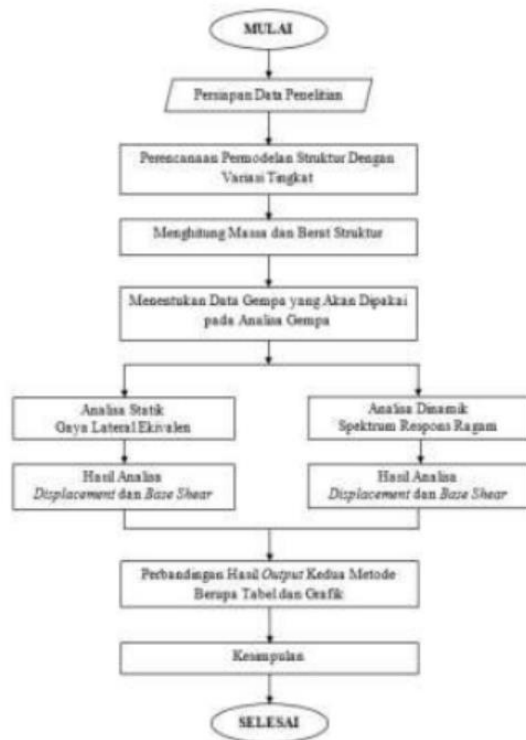 MULAI
Persiapan Data Penelitian
Perencanaan Permodelan Struktur Dengan
Variasi Tingkat
Menghitung Massa dan Berat Struktur
Menentukan Data Gempa yang Akan Dipakai
pada Analisa Gempa
Analisa Statik
Gaya Lateral Ekivalen
Hasil Analisa
Displacement dan Base Shear
Analisa Dinamik
Spektrum Respons Ragam
Hasil Analisa
Displacement dan Base Shear
Perbandingan Hasil Output Kedua Metode
Berupa Tabel dan Grafik
Kesimpulan
SELESAI